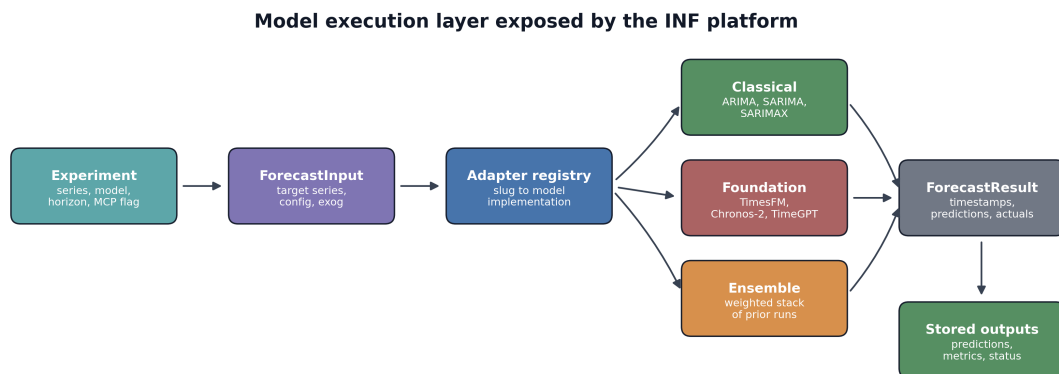 Model execution layer exposed by the INF platform
Experiment
series, model,
horizon, MCP flag
ForecastInput
target series,
config, exog
Adapter registry
slug to model
implementation
Classical
ARIMA, SARIMA,
SARIMAX
Foundation
TimesFM,
Chronos-2, TimeGPT
Ensemble
weighted stack
of prior runs
ForecastResult
timestamps,
predictions, actuals
Stored outputs
predictions,
metrics, status